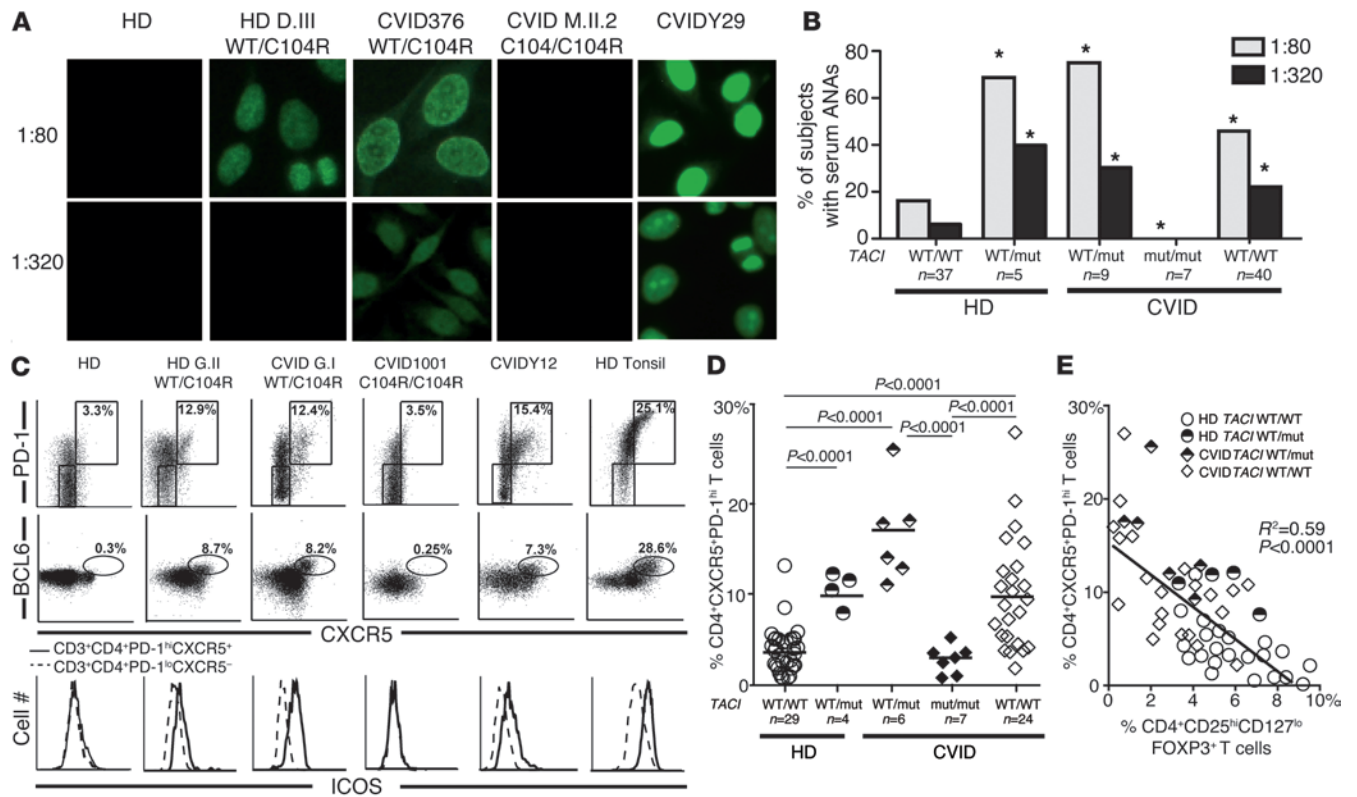 A
HD
HD D.III
WT/C104R
CVID376
WT/C104R
CVID M.II.2
C104/C104R
CVIDY29
1:80
1:320
B
% of subjects
with serum ANAs
80
60
40
20
0
*
*
*
*
*
*
*
1:80
1:320
TACI
WT/WT
n=37
WT/mut
n=5
WT/mut
n=9
mut/mut
n=7
WT/WT
n=40
HD
CVID
C
HD
HD G.II
WT/C104R
CVID G.I
WT/C104R
CVID1001
C104R/C104R
CVIDY12
HD Tonsil
PD-1
3.3%
12.9%
12.4%
3.5%
15.4%
25.1%
BCL6
0.3%
8.7%
8.2%
0.25%
7.3%
28.6%
CXCR5
CD3⁺CD4⁺PD-1ʰⁱCXCR5⁺
CD3⁺CD4⁺PD-1ˡᵒCXCR5⁻
Cell #
ICOS
D
% CD4⁺CXCR5⁺PD-1ʰⁱ T cells
30%
20
10
0
P<0.0001
P<0.0001
P<0.0001
P<0.0001
P<0.0001
TACI
WT/WT
n=29
WT/mut
n=4
WT/mut
n=6
mut/mut
n=7
WT/WT
n=24
HD
CVID
E
% CD4⁺CXCR5⁺PD-1ʰⁱ T cells
30%
20
10
0
HD TACI WT/WT
HD TACI WT/mut
CVID TACI WT/mut
CVID TACI WT/WT
R²=0.59
P<0.0001
0
2
4
6
8
10%
% CD4⁺CD25ʰⁱCD127ˡᵒ
FOXP3⁺ T cells